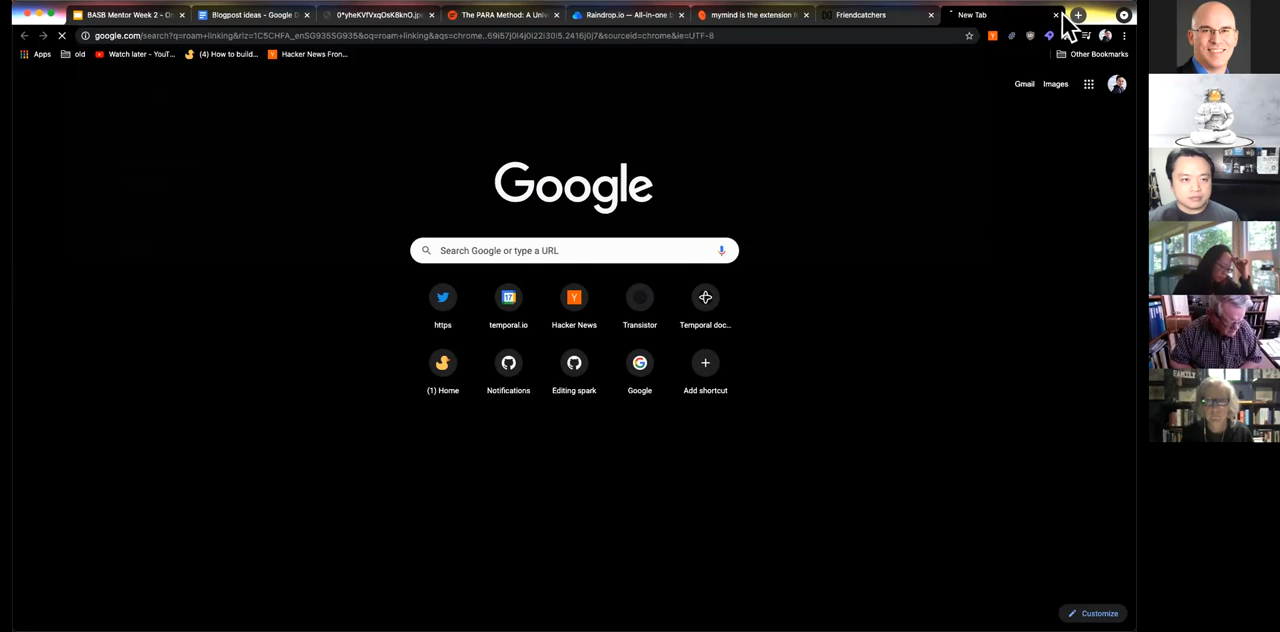 BASB Mentor Week 2 - On
Blogpost ideas - Google D
0*yheKVfVxqOsK8knO.jp
The PARA Method: A Univ
Raindrop.io — All-in-one b
mymind is the extension f
Friendcatchers
New Tab
google.com/search?q=roam+linking&rlz=1C5CHFA_enSG935SG935&oq=roam+linking&aqs=chrome..69i57j0l4j0i22i30l5.2416j0j7&sourceid=chrome&ie=UTF-8
Apps
old
Watch later - YouT...
(4) How to build...
Hacker News Fron...
Other Bookmarks
Gmail
Images
Google
Search Google or type a URL
https
17
temporal.io
Y
Hacker News
Transistor
Temporal doc...
(1) Home
Notifications
Editing spark
Google
Add shortcut
FAMILY
Customize